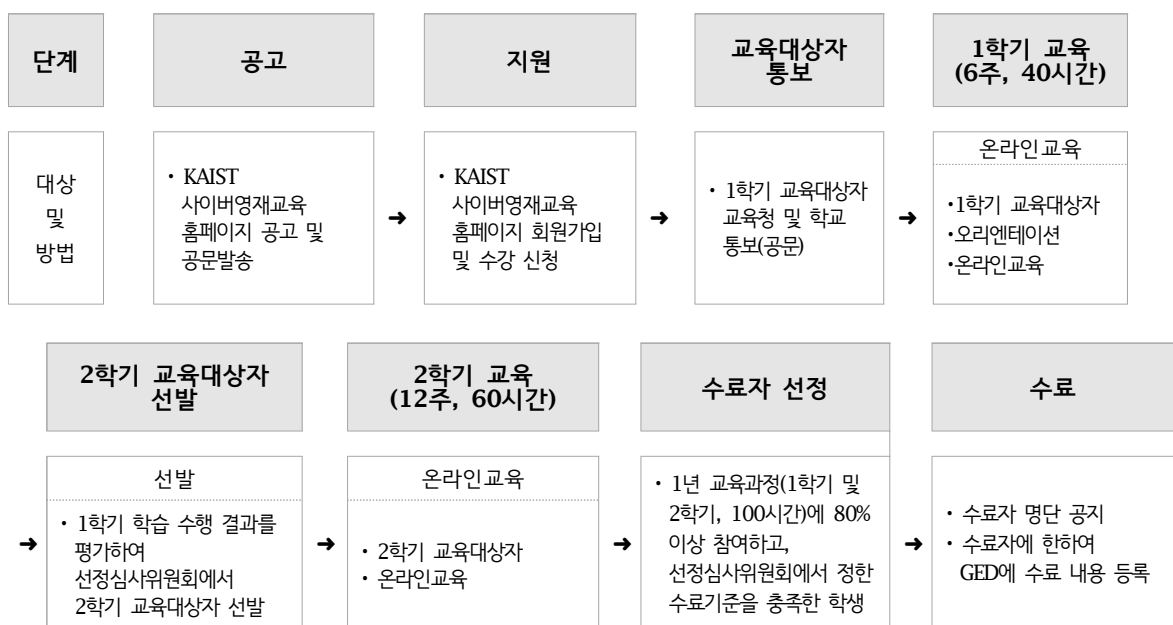 단계
공고
지원
교육대상자
통보
1학기 교육
(6주, 40시간)
대상
및
방법
・ KAIST
사이버영재교육
홈페이지 공고 및
공문발송
➜
・ KAIST
사이버영재교육
홈페이지 회원가입
및 수강 신청
➜
・ 1학기 교육대상자
교육청 및 학교
통보(공문)
➜
온라인교육
・1학기 교육대상자
・오리엔테이션
・온라인교육
2학기 교육대상자
선발
2학기 교육
(12주, 60시간)
수료자 선정
수료
➜
선발
・ 1학기 학습 수행 결과를
평가하여
선정심사위원회에서
2학기 교육대상자 선발
➜
온라인교육
・ 2학기 교육대상자
・ 온라인교육
➜
・ 1년 교육과정(1학기 및
2학기, 100시간)에 80%
이상 참여하고,
선정심사위원회에서 정한
수료기준을 충족한 학생
➜
・ 수료자 명단 공지
・ 수료자에 한하여
GED에 수료 내용 등록